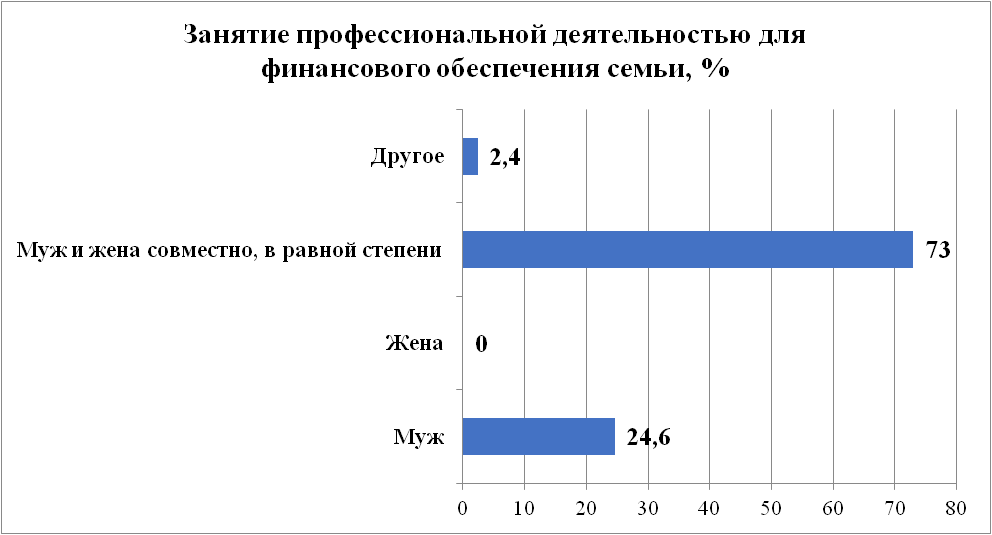 Занятие профессиональной деятельностью для
финансового обеспечения семьи, %
Другое 2,4
Муж и жена совместно, в равной степени 73
Жена 0
Муж 24,6
0 10 20 30 40 50 60 70 80